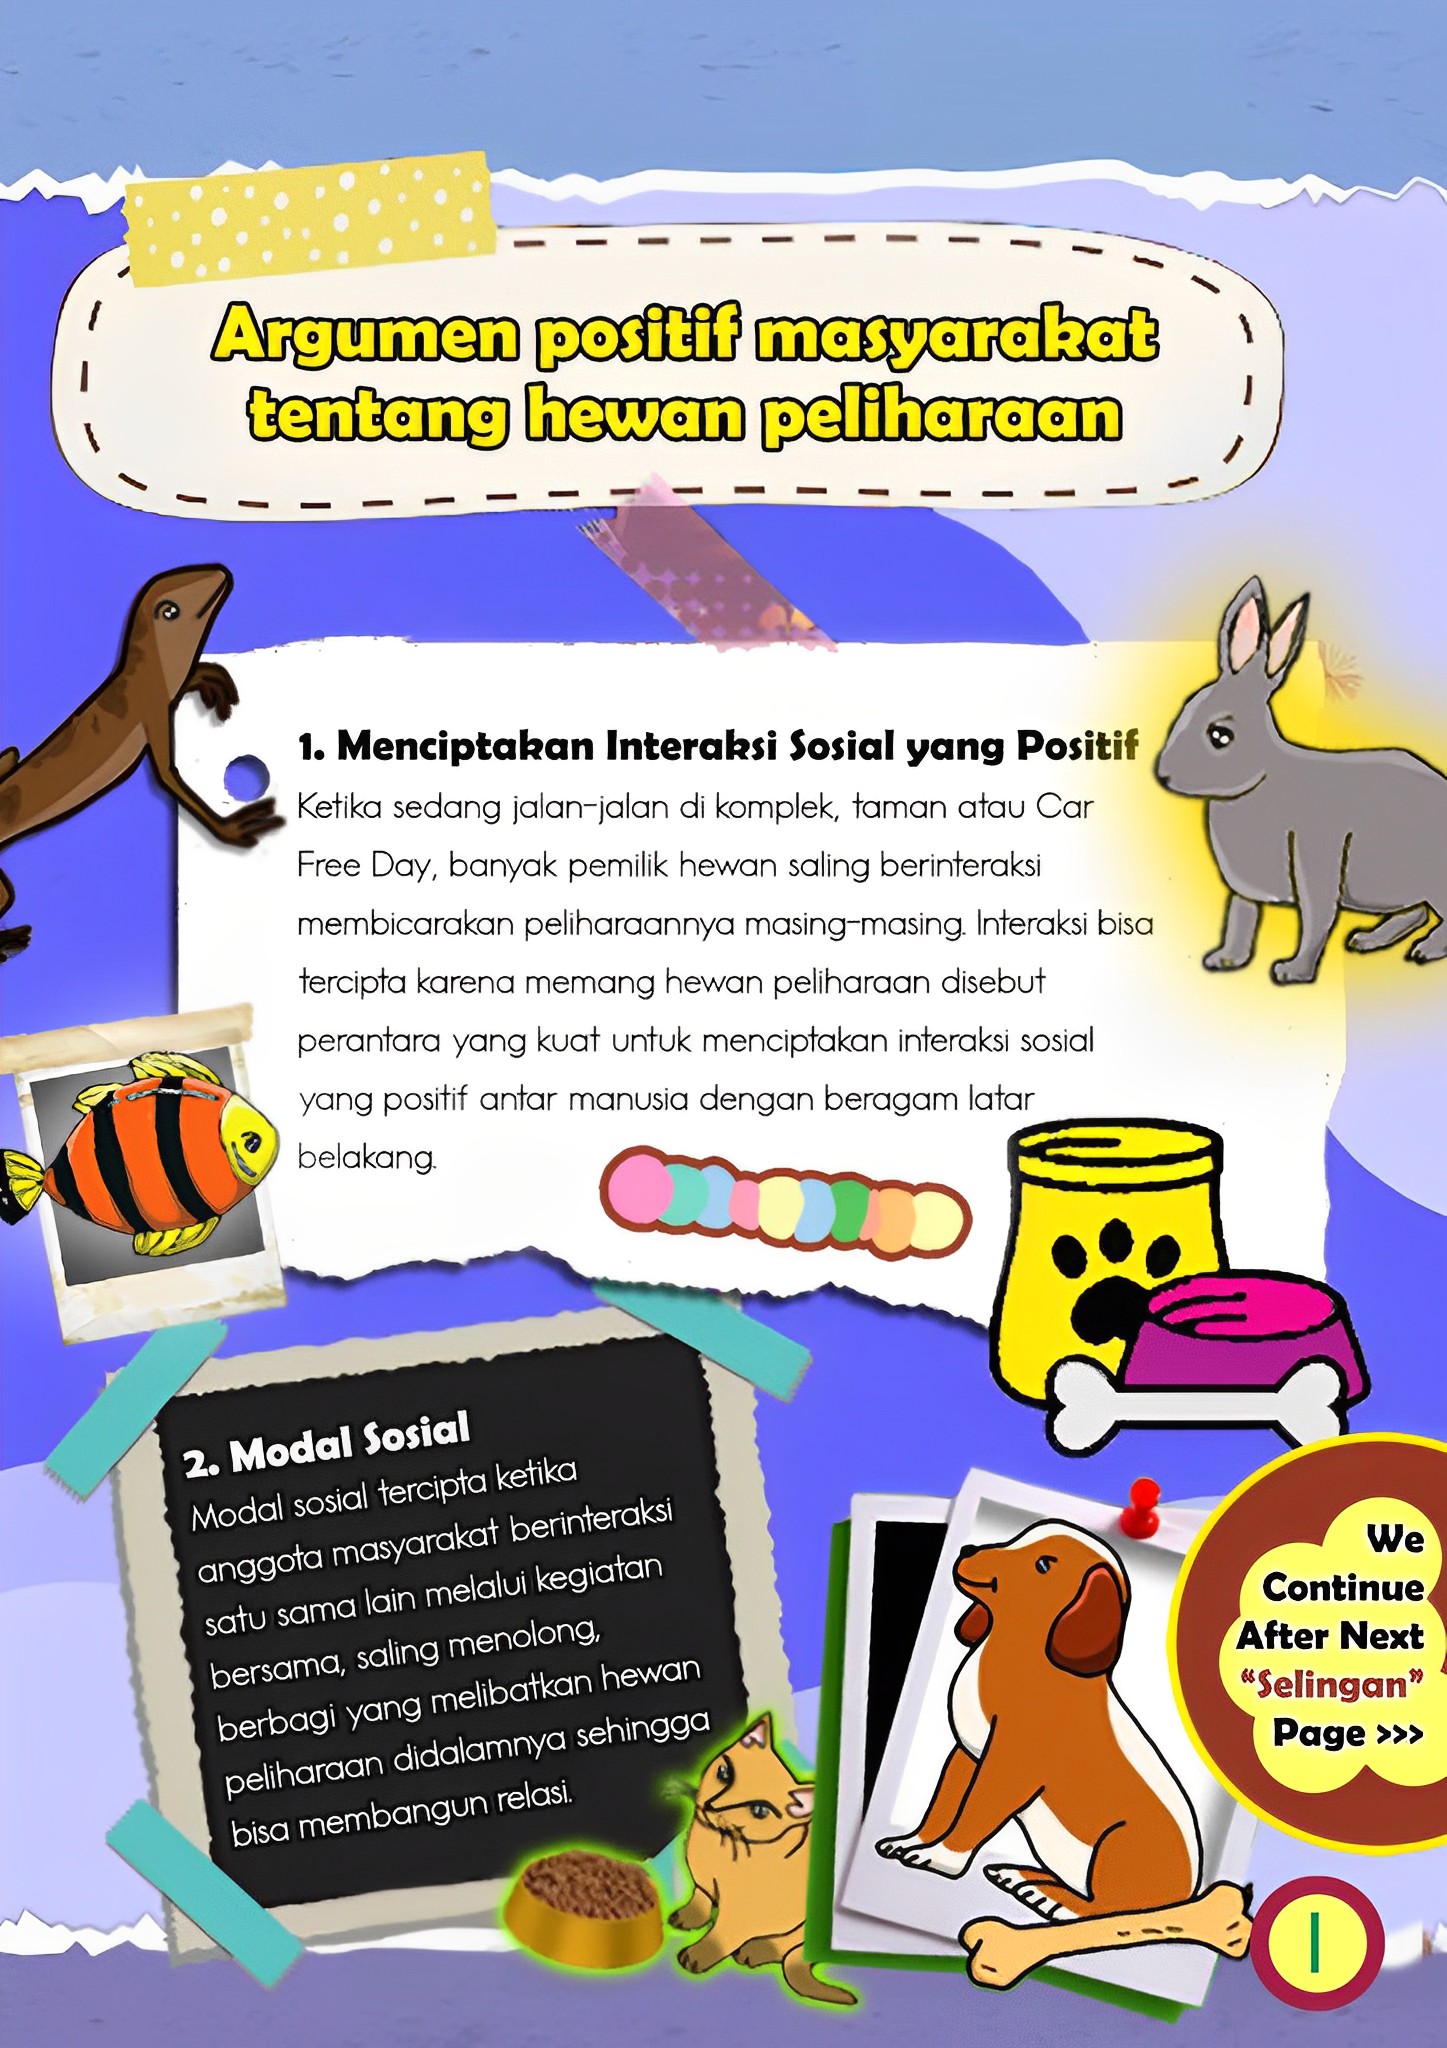 Argumen positif masyarakat
tentang hewan peliharaan
1. Menciptakan Interaksi Sosial yang Positif
Ketika sedang jalan-jalan di komplek, taman atau Car
Free Day, banyak pemilik hewan saling berinteraksi
membicarakan peliharaannya masing-masing. Interaksi bisa
tercipta karena memang hewan peliharaan disebut
perantara yang kuat untuk menciptakan interaksi sosial
yang positif antar manusia dengan beragam latar
belakang.
2. Modal Sosial
Modal sosial tercipta ketika
anggota masyarakat berinteraksi
satu sama lain melalui kegiatan
bersama, saling menolong,
berbagi yang melibatkan hewan
peliharaan didalamnya sehingga
bisa membangun relasi.
We
Continue
After Next
“Selingan”
Page >>>
1